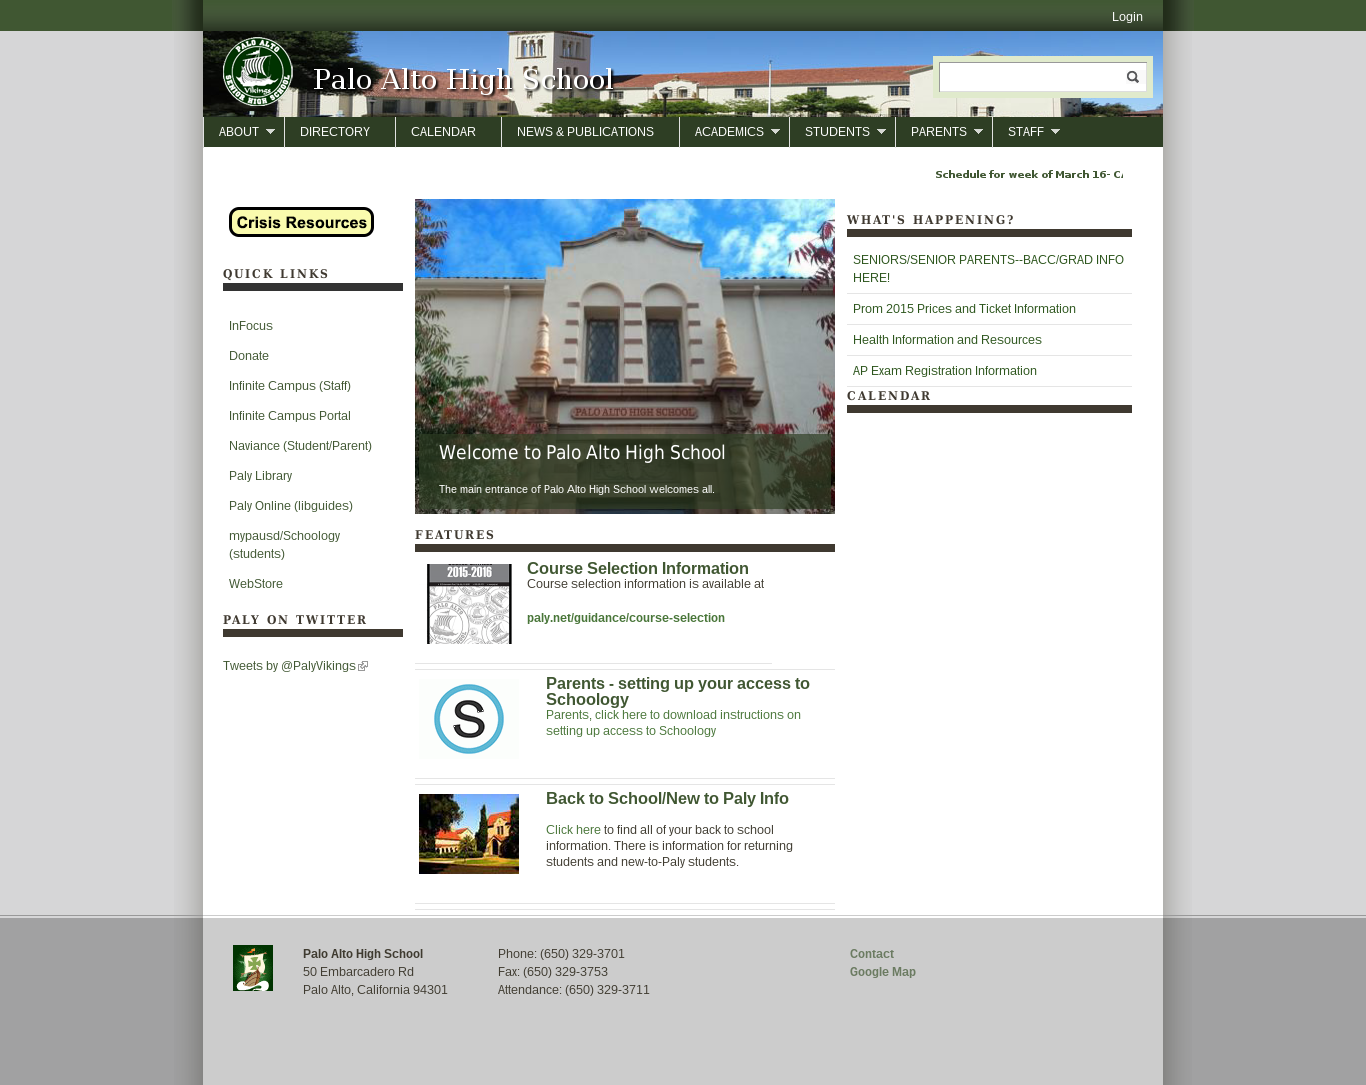 Login
PALO ALTO
Vikings
SENIOR HIGH SCHOOL
Palo Alto High School
ABOUT
DIRECTORY
CALENDAR
NEWS & PUBLICATIONS
ACADEMICS
STUDENTS
PARENTS
STAFF
Schedule for week of March 16- 
Crisis Resources
QUICK LINKS
InFocus
Donate
Infinite Campus (Staff)
Infinite Campus Portal
Naviance (Student/Parent)
Paly Library
Paly Online (libguides)
mypausd/Schoology
(students)
WebStore
PALY ON TWITTER
Tweets by @PalyVikings
PALO ALTO HIGH SCHOOL
Welcome to Palo Alto High School
The main entrance of Palo Alto High School welcomes all.
FEATURES
2015-2016
Course Selection Information
Course selection information is available at
paly.net/guidance/course-selection
S
Parents - setting up your access to
Schoology
Parents, click here to download instructions on
setting up access to Schoology
Back to School/New to Paly Info
Click here to find all of your back to school
information. There is information for returning
students and new-to-Paly students.
WHAT'S HAPPENING?
SENIORS/SENIOR PARENTS--BACC/GRAD INFO
HERE!
Prom 2015 Prices and Ticket Information
Health Information and Resources
AP Exam Registration Information
CALENDAR
Palo Alto High School
50 Embarcadero Rd
Palo Alto, California 94301
Phone: (650) 329-3701
Fax: (650) 329-3753
Attendance: (650) 329-3711
Contact
Google Map